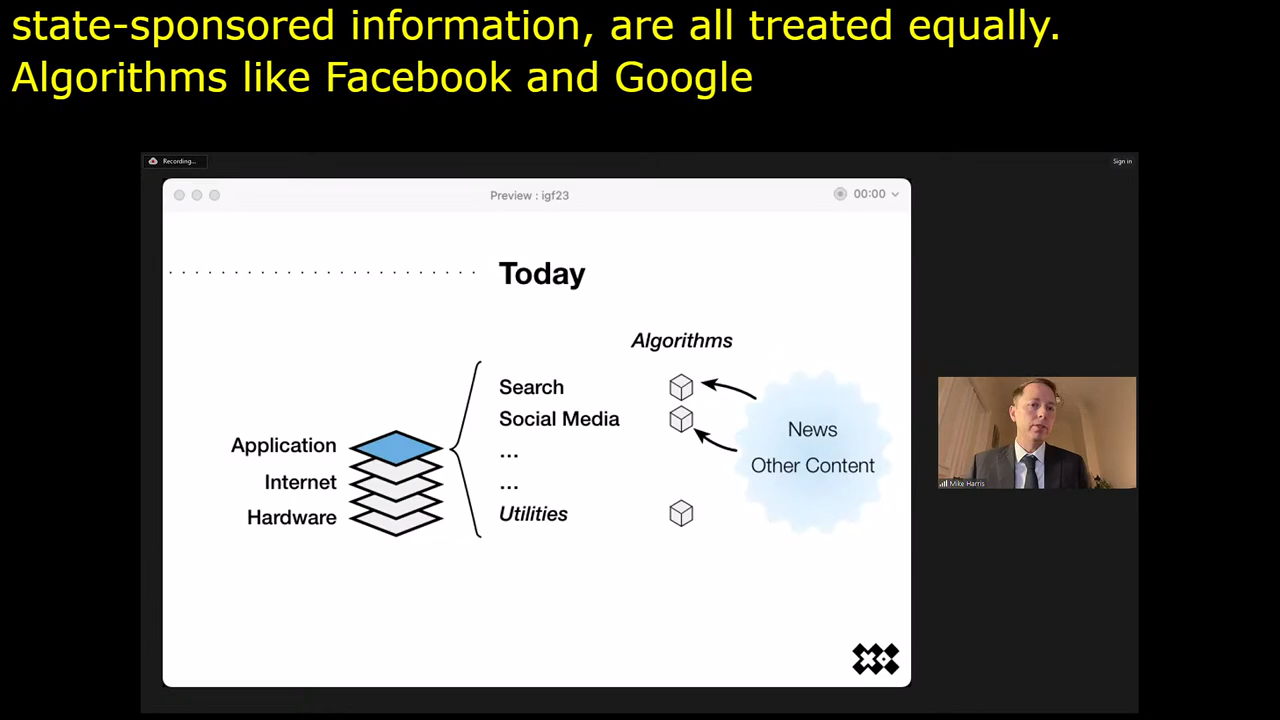 state-sponsored information, are all treated equally.
Algorithms like Facebook and Google
Recording...
Sign in
Preview : igf23
00:00
Today
Algorithms
Search
Social Media
...
...
Utilities
Application
Internet
Hardware
News
Other Content
Mike Harris